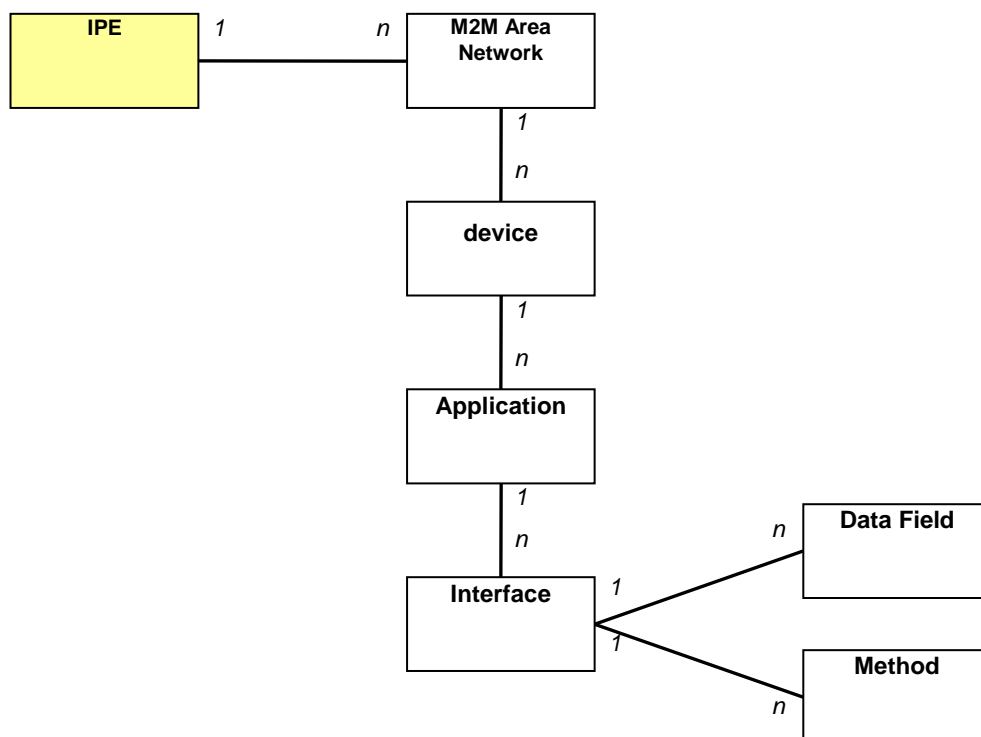 IPE
1
n
M2M Area
Network
1
n
device
1
n
Application
1
n
Interface
1
n
Data Field
1
n
Method